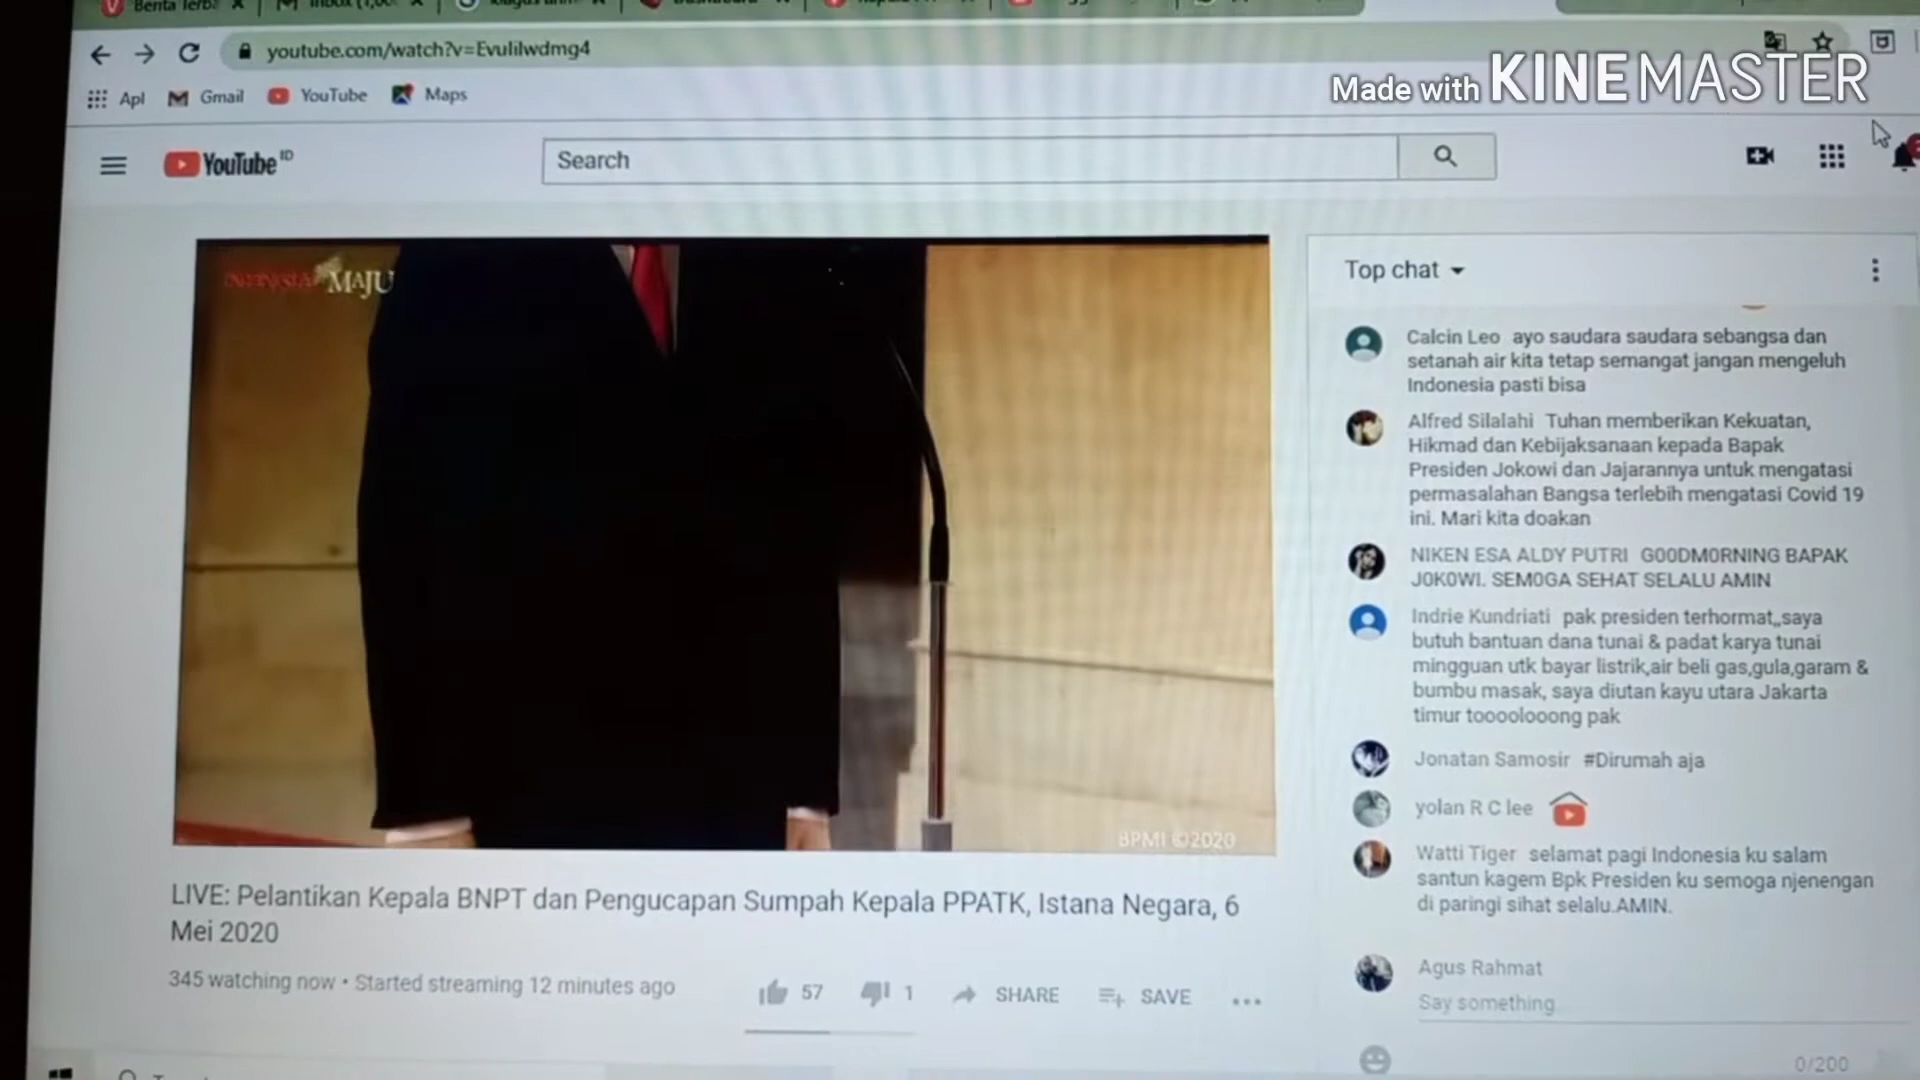 youtube.com/watch?v=Evulilwdmg4
Made with KINEMASTER
Apl Gmail YouTube Maps
YouTube ID
Search
INDONESIA MAJU
BPMI ©2020
LIVE: Pelantikan Kepala BNPT dan Pengucapan Sumpah Kepala PPATK, Istana Negara, 6
Mei 2020
345 watching now • Started streaming 12 minutes ago
57 1 SHARE SAVE
Top chat
Calcin Leo ayo saudara saudara sebangsa dan
setanah air kita tetap semangat jangan mengeluh
Indonesia pasti bisa
Alfred Silalahi Tuhan memberikan Kekuatan,
Hikmad dan Kebijaksanaan kepada Bapak
Presiden Jokowi dan Jajarannya untuk mengatasi
permasalahan Bangsa terlebih mengatasi Covid 19
ini. Mari kita doakan
NIKEN ESA ALDY PUTRI G00DM0RNING BAPAK
J0K0WI. SEM0GA SEHAT SELALU AMIN
Indrie Kundriati pak presiden terhormat,,saya
butuh bantuan dana tunai & padat karya tunai
mingguan utk bayar listrik,air beli gas,gula,garam &
bumbu masak, saya diutan kayu utara Jakarta
timur tooooloooong pak
Jonatan Samosir #Dirumah aja
yolan R C lee
Watti Tiger selamat pagi Indonesia ku salam
santun kagem Bpk Presiden ku semoga njenengan
di paringi sihat selalu.AMIN.
Agus Rahmat
Say something
0/200